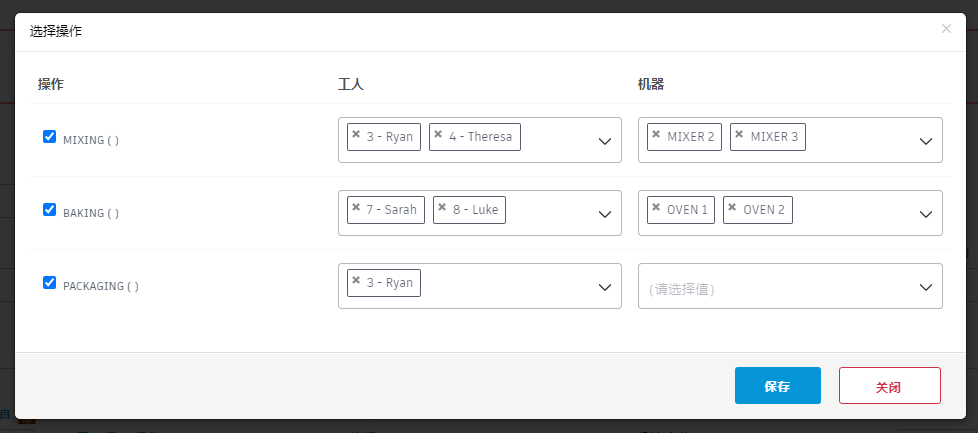 选择操作
操作 工人 机器
MIXING ( ) 3 - Ryan 4 - Theresa MIXER 2 MIXER 3
BAKING ( ) 7 - Sarah 8 - Luke OVEN 1 OVEN 2
PACKAGING ( ) 3 - Ryan (请选择值)
保存 关闭
自